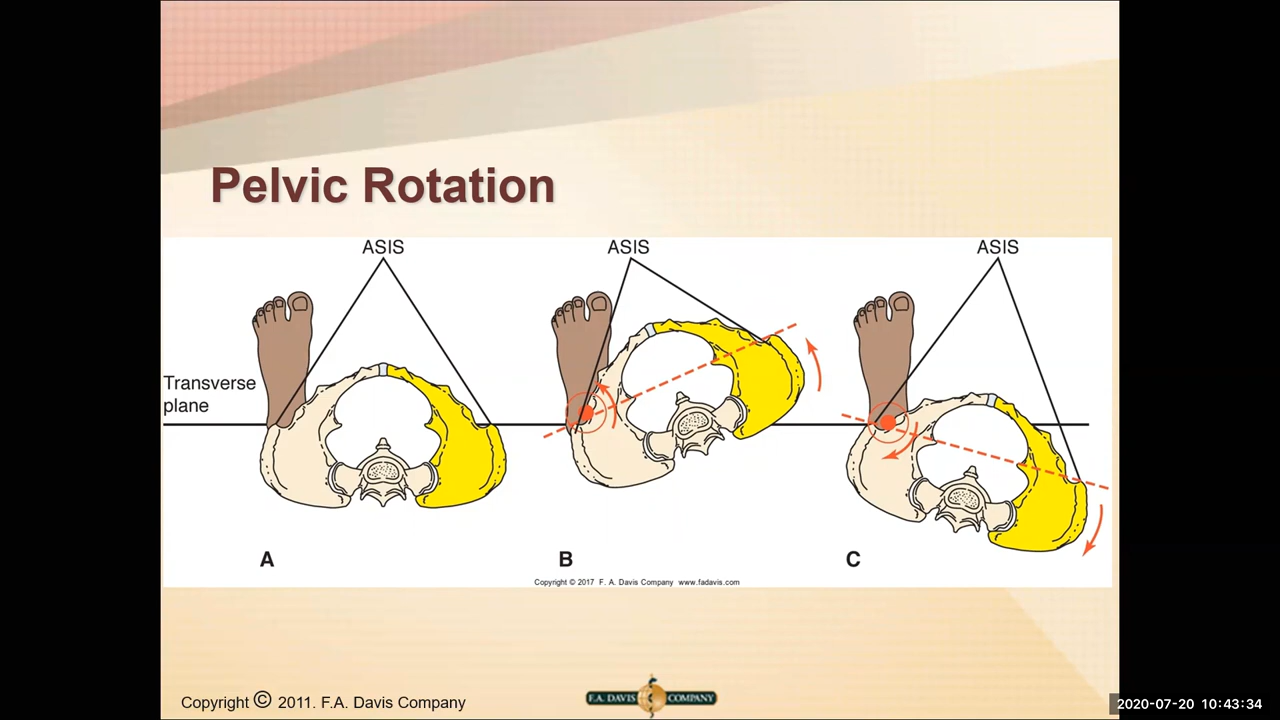 Pelvic Rotation
ASIS
ASIS
ASIS
Transverse
plane
A
B
C
Copyright © 2017 F. A. Davis Company www.fadavis.com
Copyright © 2011. F.A. Davis Company
F.A. DAVIS COMPANY
2020-07-20 10:43:34